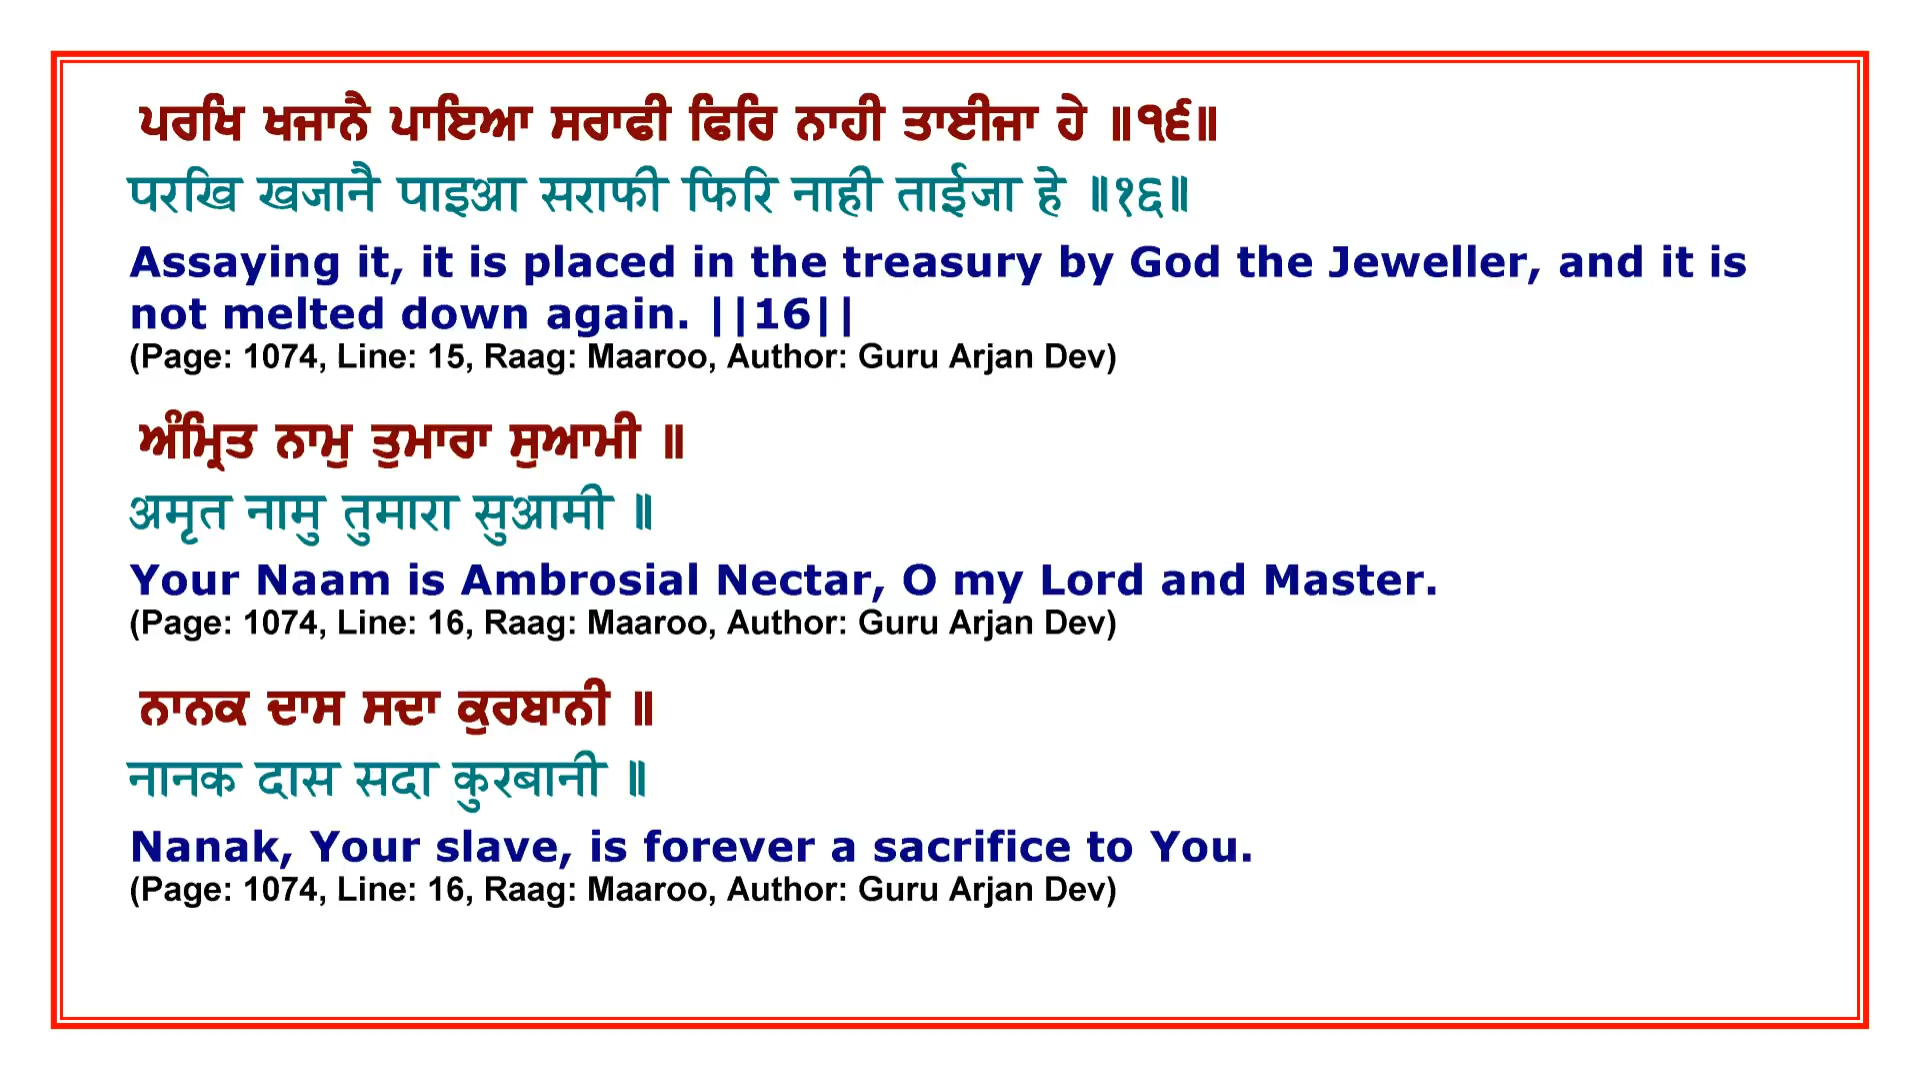 ਪਰਖਿ ਖਜਾਨੈ ਪਾਇਆ ਸਰਾਫੀ ਫਿਰਿ ਨਾਹੀ ਤਾਈਜਾ ਹੇ ॥੧੬॥
परखि खजानै पाइआ सराफी फिरि नाही ताईजा हे ॥१६॥
Assaying it, it is placed in the treasury by God the Jeweller, and it is
not melted down again. ||16||
(Page: 1074, Line: 15, Raag: Maaroo, Author: Guru Arjan Dev)
ਅੰਮ੍ਰਿਤ ਨਾਮੁ ਤੁਮਾਰਾ ਸੁਆਮੀ ॥
अमृत नामु तुमारा सुआमी ॥
Your Naam is Ambrosial Nectar, O my Lord and Master.
(Page: 1074, Line: 16, Raag: Maaroo, Author: Guru Arjan Dev)
ਨਾਨਕ ਦਾਸ ਸਦਾ ਕੁਰਬਾਨੀ ॥
नानक दास सदा कुरबानी ॥
Nanak, Your slave, is forever a sacrifice to You.
(Page: 1074, Line: 16, Raag: Maaroo, Author: Guru Arjan Dev)